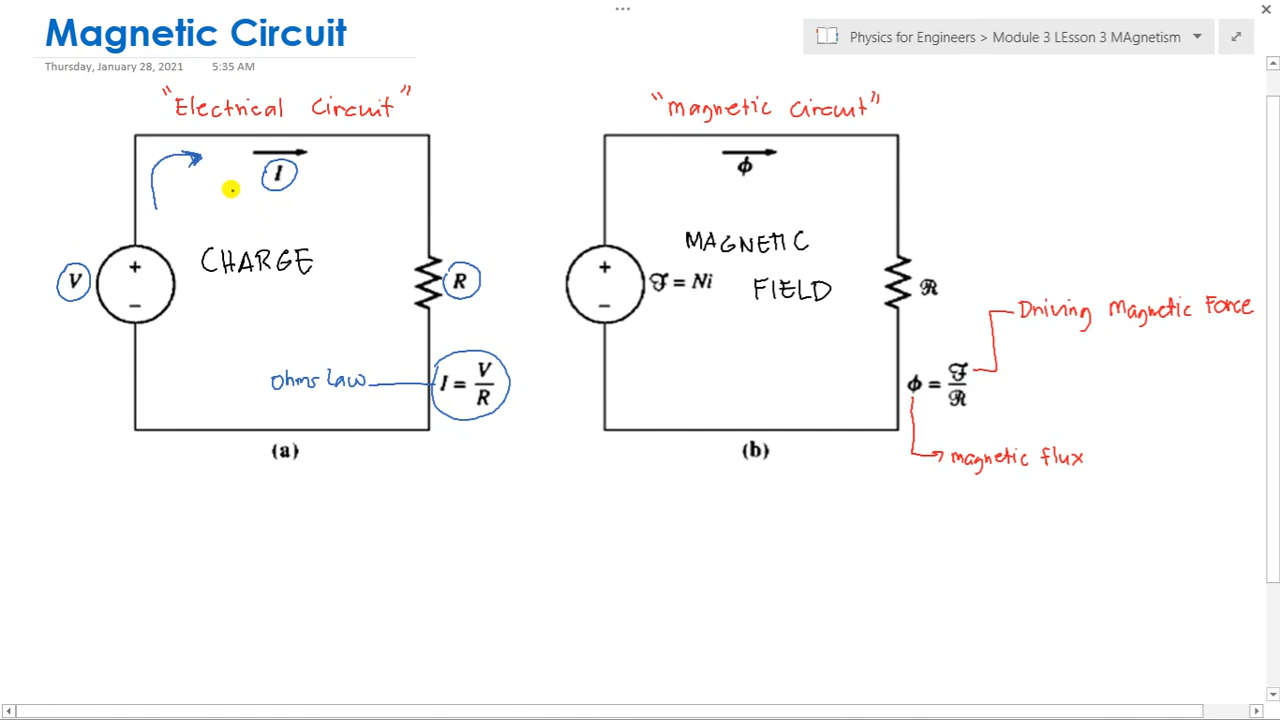 Magnetic Circuit
Physics for Engineers > Module 3 LEsson 3 MAgnetism
Thursday, January 28, 2021 5:35 AM
"Electrical Circuit"
I
CHARGE
V
+
−
R
Ohms Law
I = V/R
(a)
"Magnetic Circuit"
ϕ
MAGNETIC
FIELD
+
−
ℱ = Ni
ℛ
Driving Magnetic Force
ϕ = ℱ/ℛ
magnetic flux
(b)